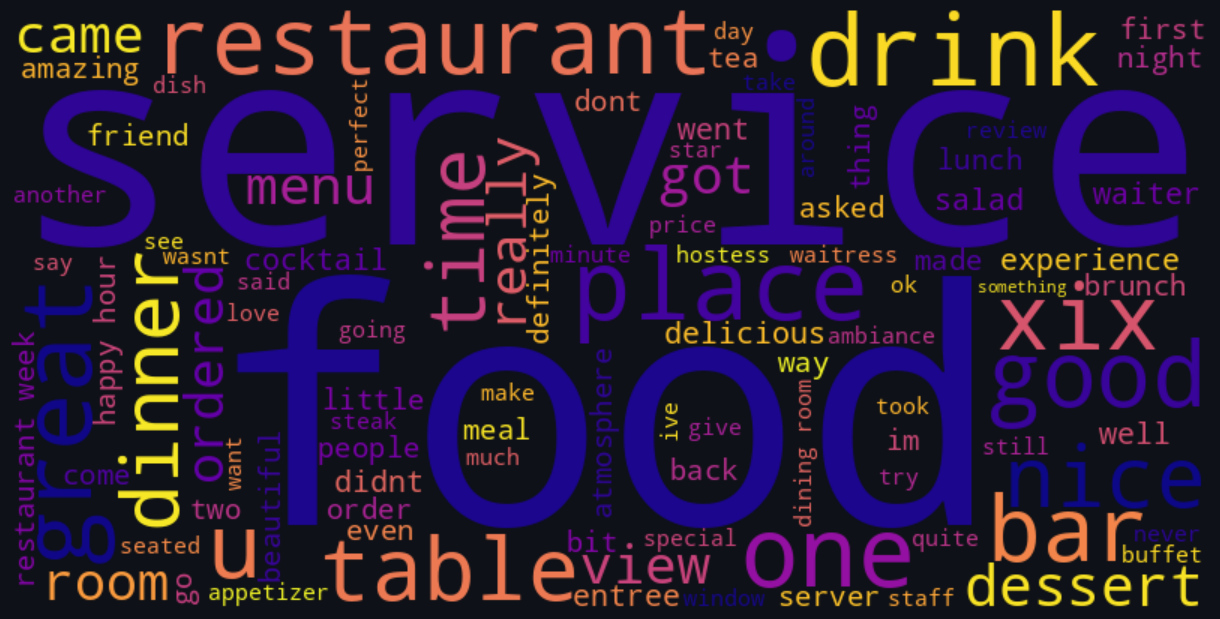 came
restaurant
day
drink
first
amazing
tea
night
dish
take
service
perfect
dont
around
thing
friend
went
review
star
lunch
menu
time
really
got
another
definitely
salad
waiter
asked
price
see
wasnt
say
cocktail
minute
hostess
waitress
made
experience
place
dinner
ordered
said
ok
something
brunch
great
happy hour
love
going
delicious
ambiance
xix
restaurant week
food
way
good
little
make
atmosphere
ive
dining room
took
steak
meal
give
im
still
well
people
much
back
try
come
want
beautiful
didnt
nice
two
order
bar
even
u
seated
bit
special
one
quite
never
table
view
buffet
room
go
appetizer
entree
window
server
staff
dessert